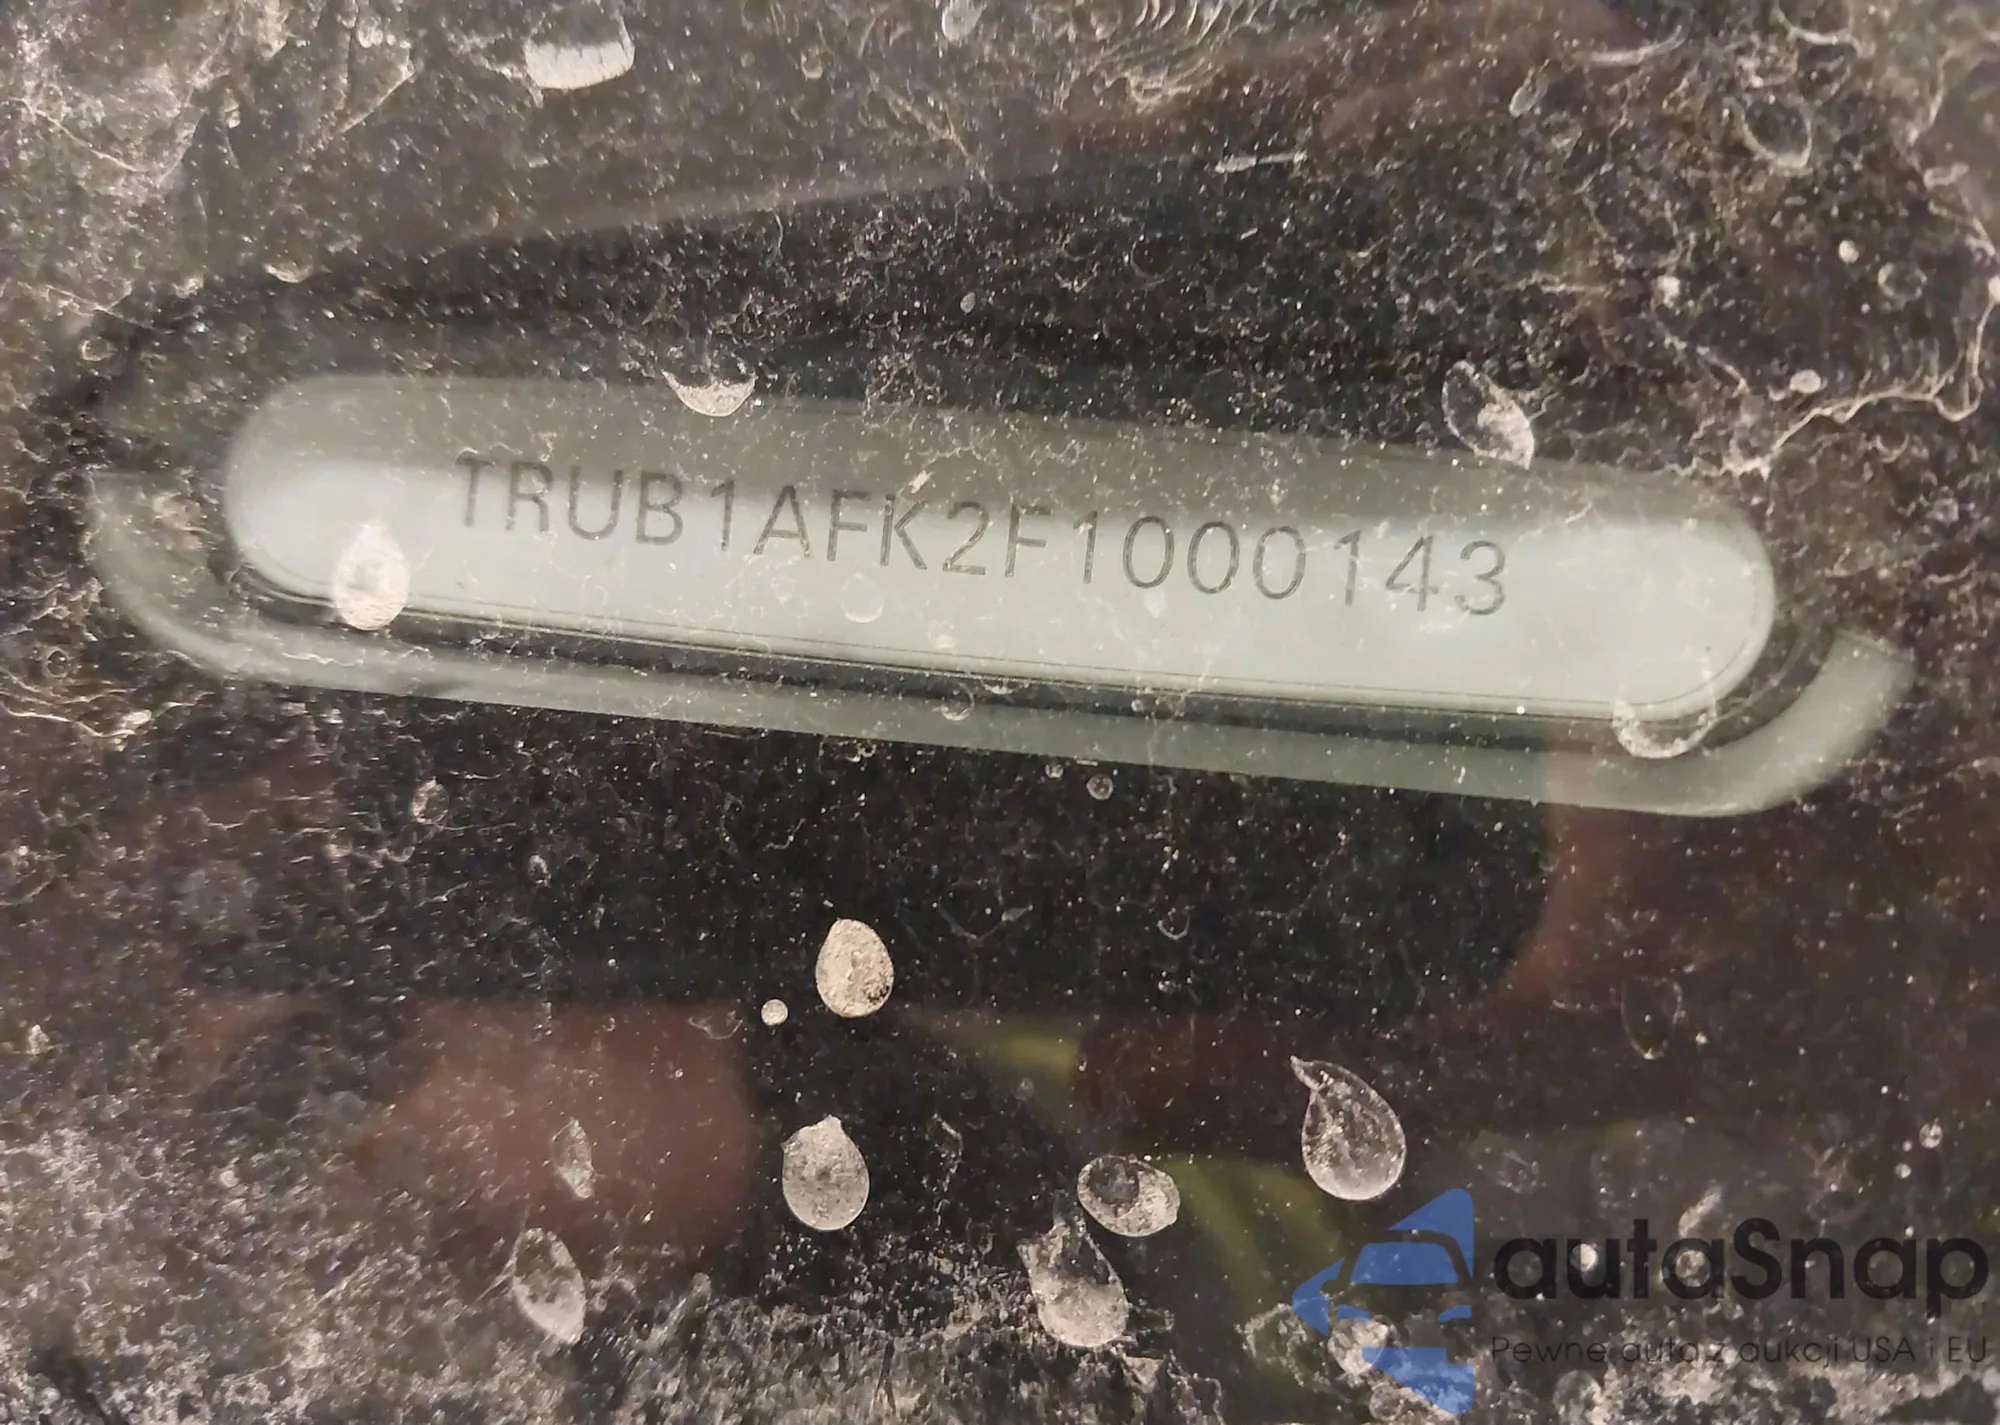 TRUB1AFK2F1000143
autaSnap
Pewne auta z aukcji USA i EU